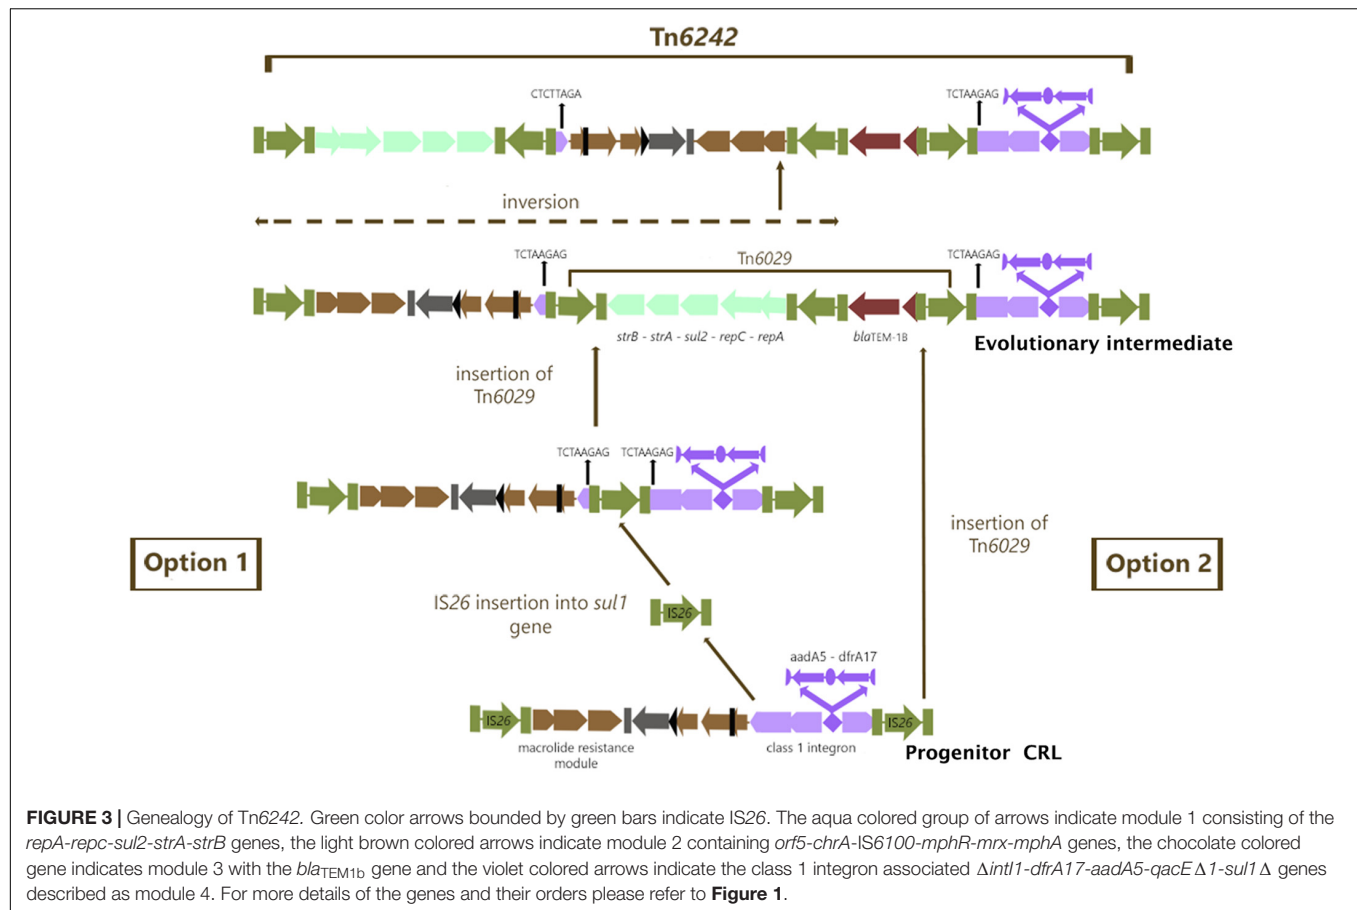 Tn6242
CTCTTAGA
TCTAAGAG
inversion
TCTAAGAG
Tn6029
TCTAAGAG
strB - strA - sul2 - repC - repA
blaTEM-1B
Evolutionary intermediate
insertion of
Tn6029
TCTAAGAG TCTAAGAG
insertion of
Tn6029
Option 1
Option 2
IS26 insertion into sul1
gene
IS26
aadA5 - dfrA17
IS26
IS26
macrolide resistance
module
class 1 integron
Progenitor CRL
FIGURE 3 | Genealogy of Tn6242. Green color arrows bounded by green bars indicate IS26. The aqua colored group of arrows indicate module 1 consisting of the
repA-repc-sul2-strA-strB genes, the light brown colored arrows indicate module 2 containing orf5-chrA-IS6100-mphR-mrx-mphA genes, the chocolate colored
gene indicates module 3 with the blaTEM1b gene and the violet colored arrows indicate the class 1 integron associated ΔintI1-dfrA17-aadA5-qacEΔ1-sul1Δ genes
described as module 4. For more details of the genes and their orders please refer to Figure 1.